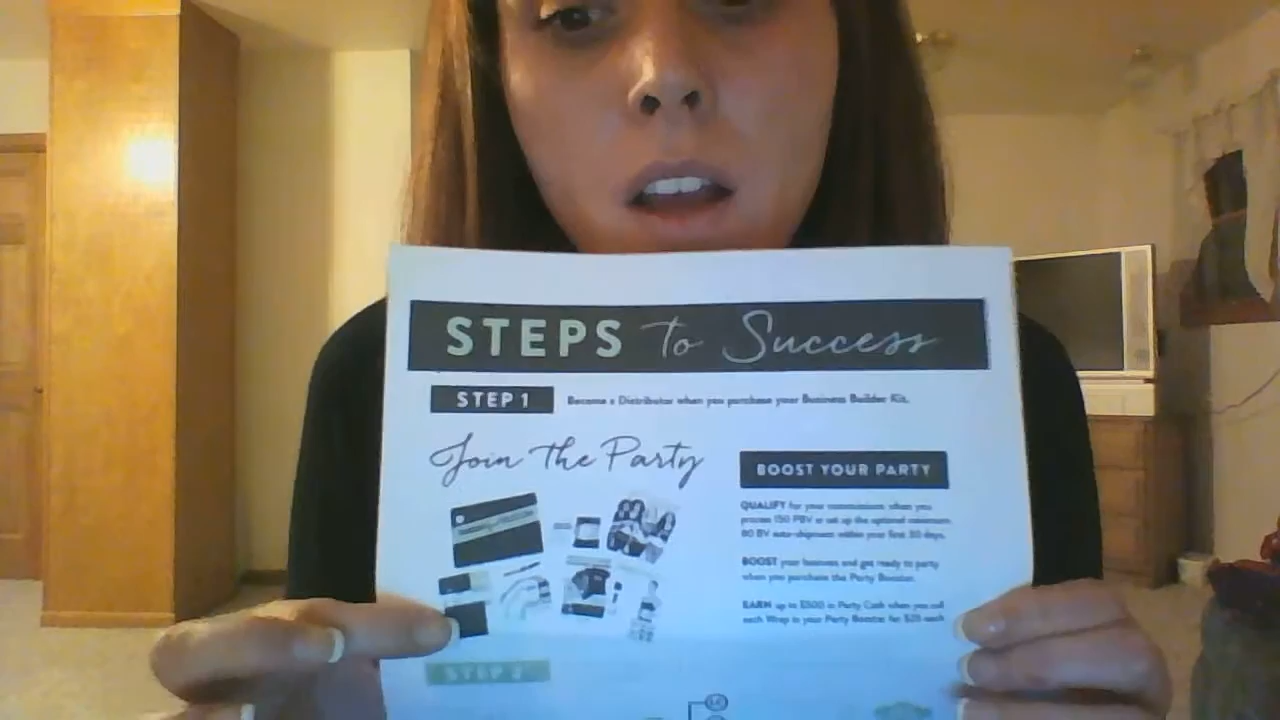 STEPS to Success
STEP 1
Become a Distributor when you purchase your Business Builder Kit.
Join the Party
BOOST YOUR PARTY
QUALIFY for your commissions when you
process 150 PBV or set up the optional minimum
80 BV auto-shipment within your first 30 days.
BOOST your business and get ready to party
when you purchase the Party Booster.
EARN up to $500 in Party Cash when you sell
each Wrap in your Party Booster for $25 each
STEP 2